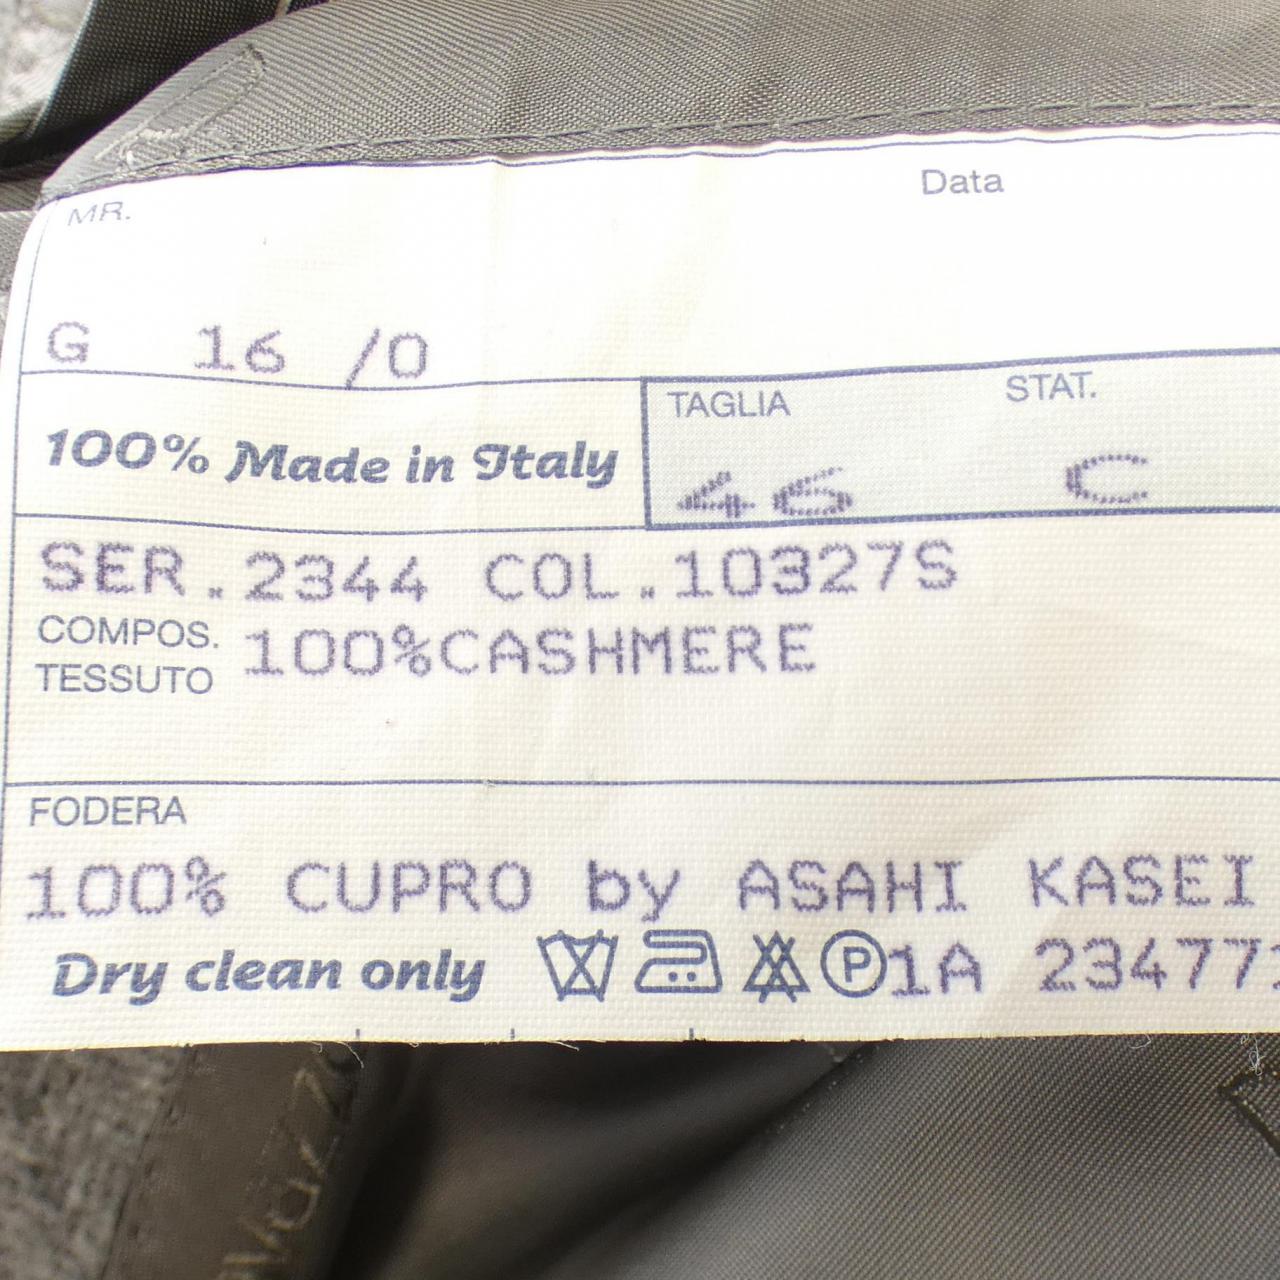 MR.
Data
G 16 /0
100% Made in Italy
TAGLIA
STAT.
46 C
SER.2344 COL.10327S
COMPOS.
TESSUTO
100%CASHMERE
FODERA
100% CUPRO by ASAHI KASEI
Dry clean only P 1A